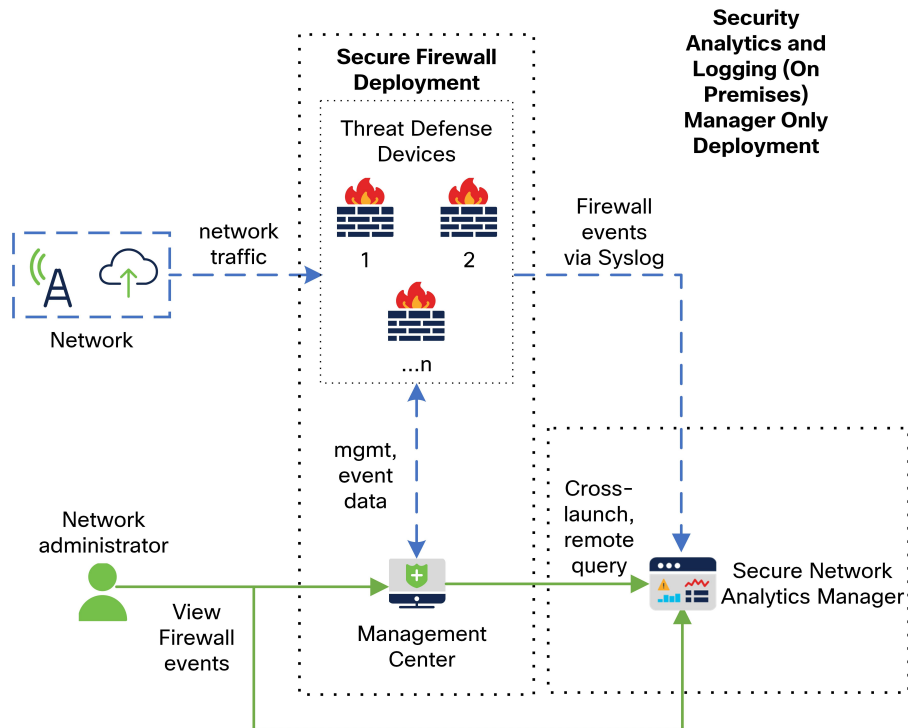 Security
Analytics and
Logging (On
Premises)
Manager Only
Deployment
Secure Firewall
Deployment
Threat Defense
Devices
1
2
...n
network
traffic
Network
Firewall
events
via Syslog
mgmt,
event
data
Cross-
launch,
remote
query
Network
administrator
View
Firewall
events
Management
Center
Secure Network
Analytics Manager